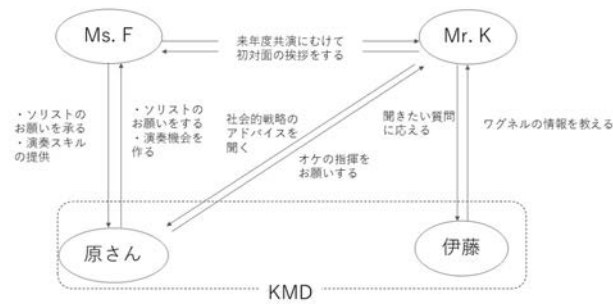 Ms. F
Mr. K
来年度共演にむけて
初対面の挨拶をする
・ソリストの
お願いを承る
・演奏スキル
の提供
・ソリストの
お願いをする
・演奏機会を
作る
社会的戦略の
アドバイスを
聞く
オケの指揮を
お願いする
聞きたい質問
に応える
ワグネルの情報を教える
原さん
伊藤
KMD